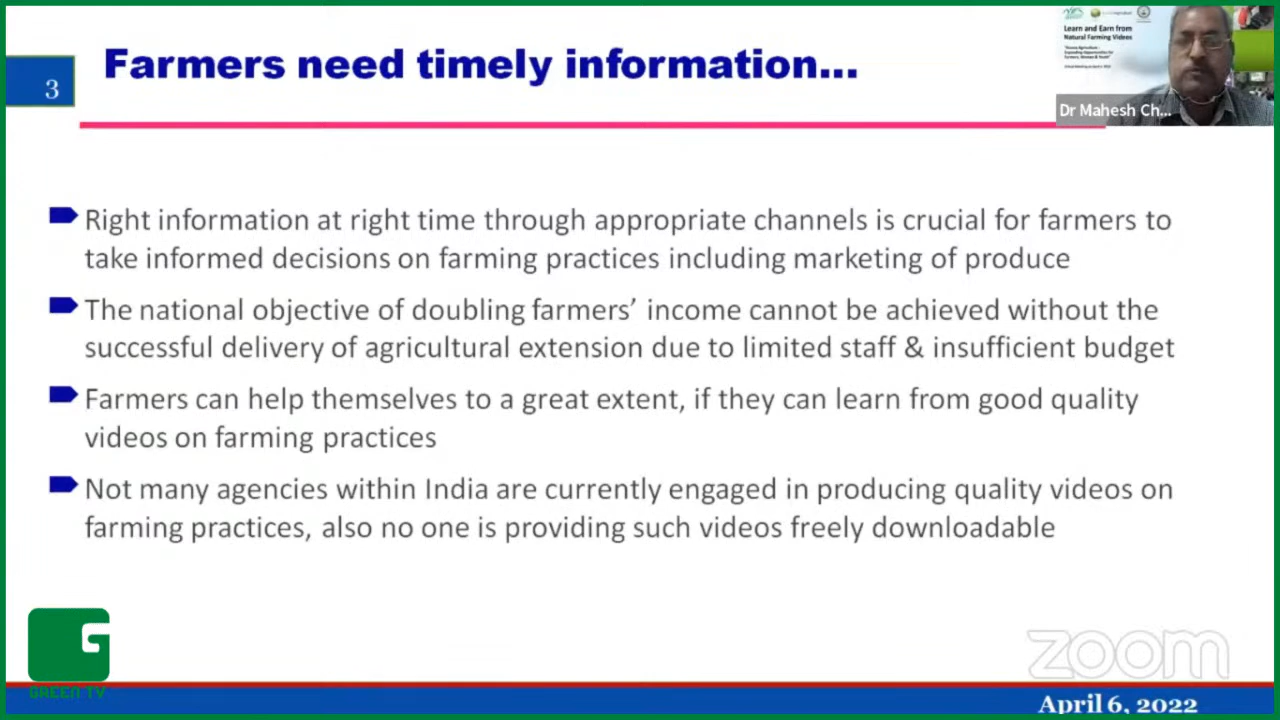 Farmers need timely information...
3
Learn and Earn from
Natural Farming Videos
Dr Mahesh Ch...
Right information at right time through appropriate channels is crucial for farmers to
take informed decisions on farming practices including marketing of produce
The national objective of doubling farmers’ income cannot be achieved without the
successful delivery of agricultural extension due to limited staff & insufficient budget
Farmers can help themselves to a great extent, if they can learn from good quality
videos on farming practices
Not many agencies within India are currently engaged in producing quality videos on
farming practices, also no one is providing such videos freely downloadable
G
GREEN TV
zoom
April 6, 2022